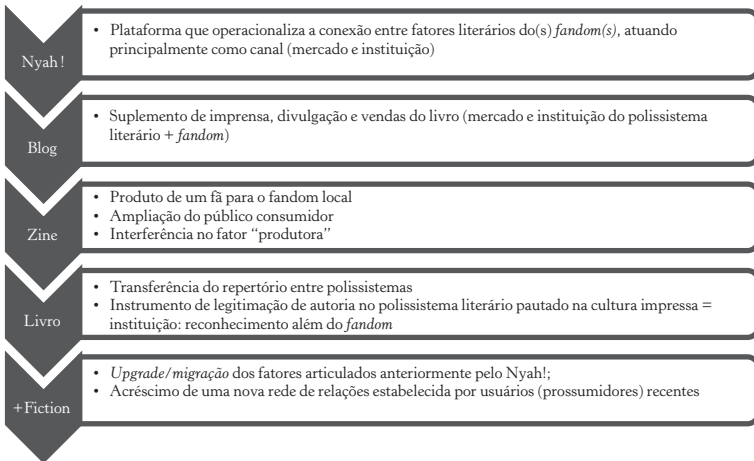 Nyah!
• Plataforma que operacionaliza a conexão entre fatores literários do(s) fandom(s), atuando
principalmente como canal (mercado e instituição)
Blog
• Suplemento de imprensa, divulgação e vendas do livro (mercado e instituição do polissistema
literário + fandom)
Zine
• Produto de um fã para o fandom local
• Ampliação do público consumidor
• Interferência no fator “produtora”
Livro
• Transferência do repertório entre polissistemas
• Instrumento de legitimação de autoria no polissistema literário pautado na cultura impressa =
instituição: reconhecimento além do fandom
+Fiction
• Upgrade/migração dos fatores articulados anteriormente pelo Nyah!;
• Acréscimo de uma nova rede de relações estabelecida por usuários (prossumidores) recentes